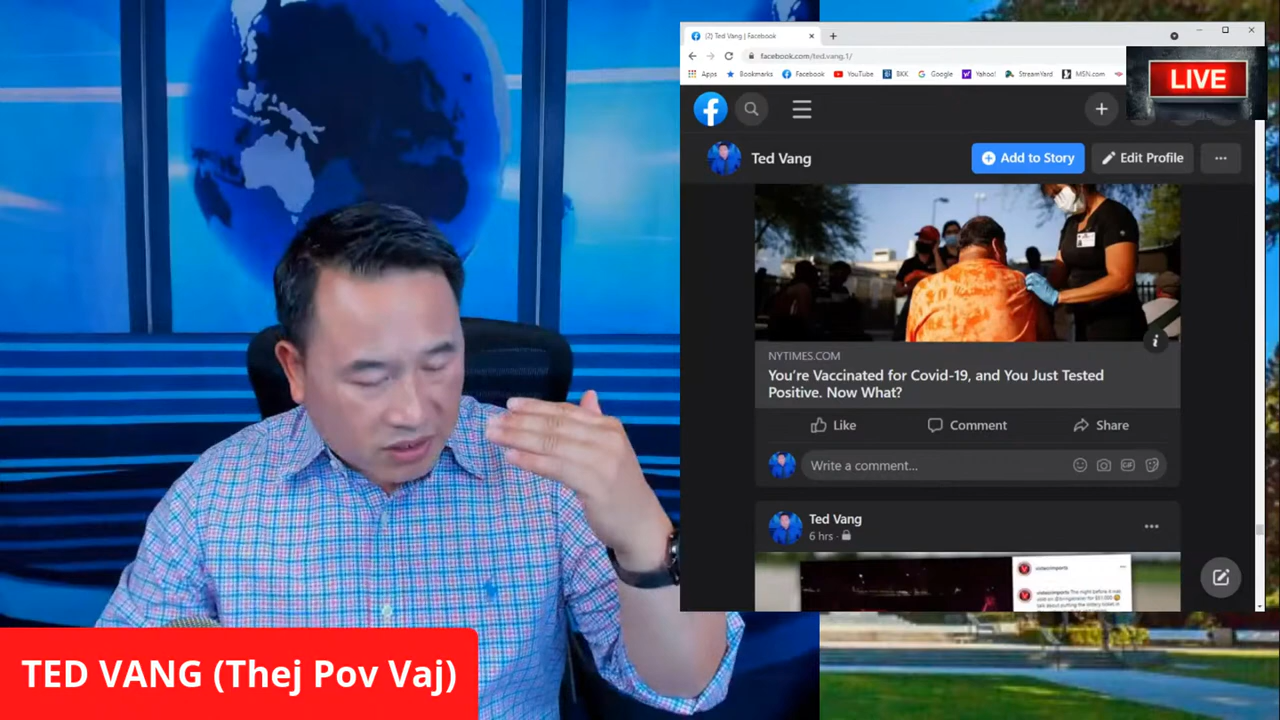 (2) Ted Vang | Facebook
facebook.com/ted.vang.1/
Apps Bookmarks Facebook YouTube BKK Google Yahoo! StreamYard MSN.com
LIVE
Ted Vang
Add to Story
Edit Profile
NYTIMES.COM
You're Vaccinated for Covid-19, and You Just Tested
Positive. Now What?
Like Comment Share
Write a comment...
GIF
Ted Vang
6 hrs ·
TED VANG (Thej Pov Vaj)